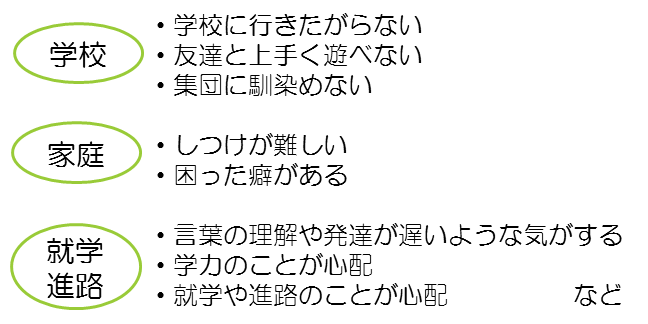 学校
・学校に行きたがらない
・友達と上手く遊べない
・集団に馴染めない
家庭
・しつけが難しい
・困った癖がある
就学
進路
・言葉の理解や発達が遅いような気がする
・学力のことが心配
・就学や進路のことが心配　　　　　など